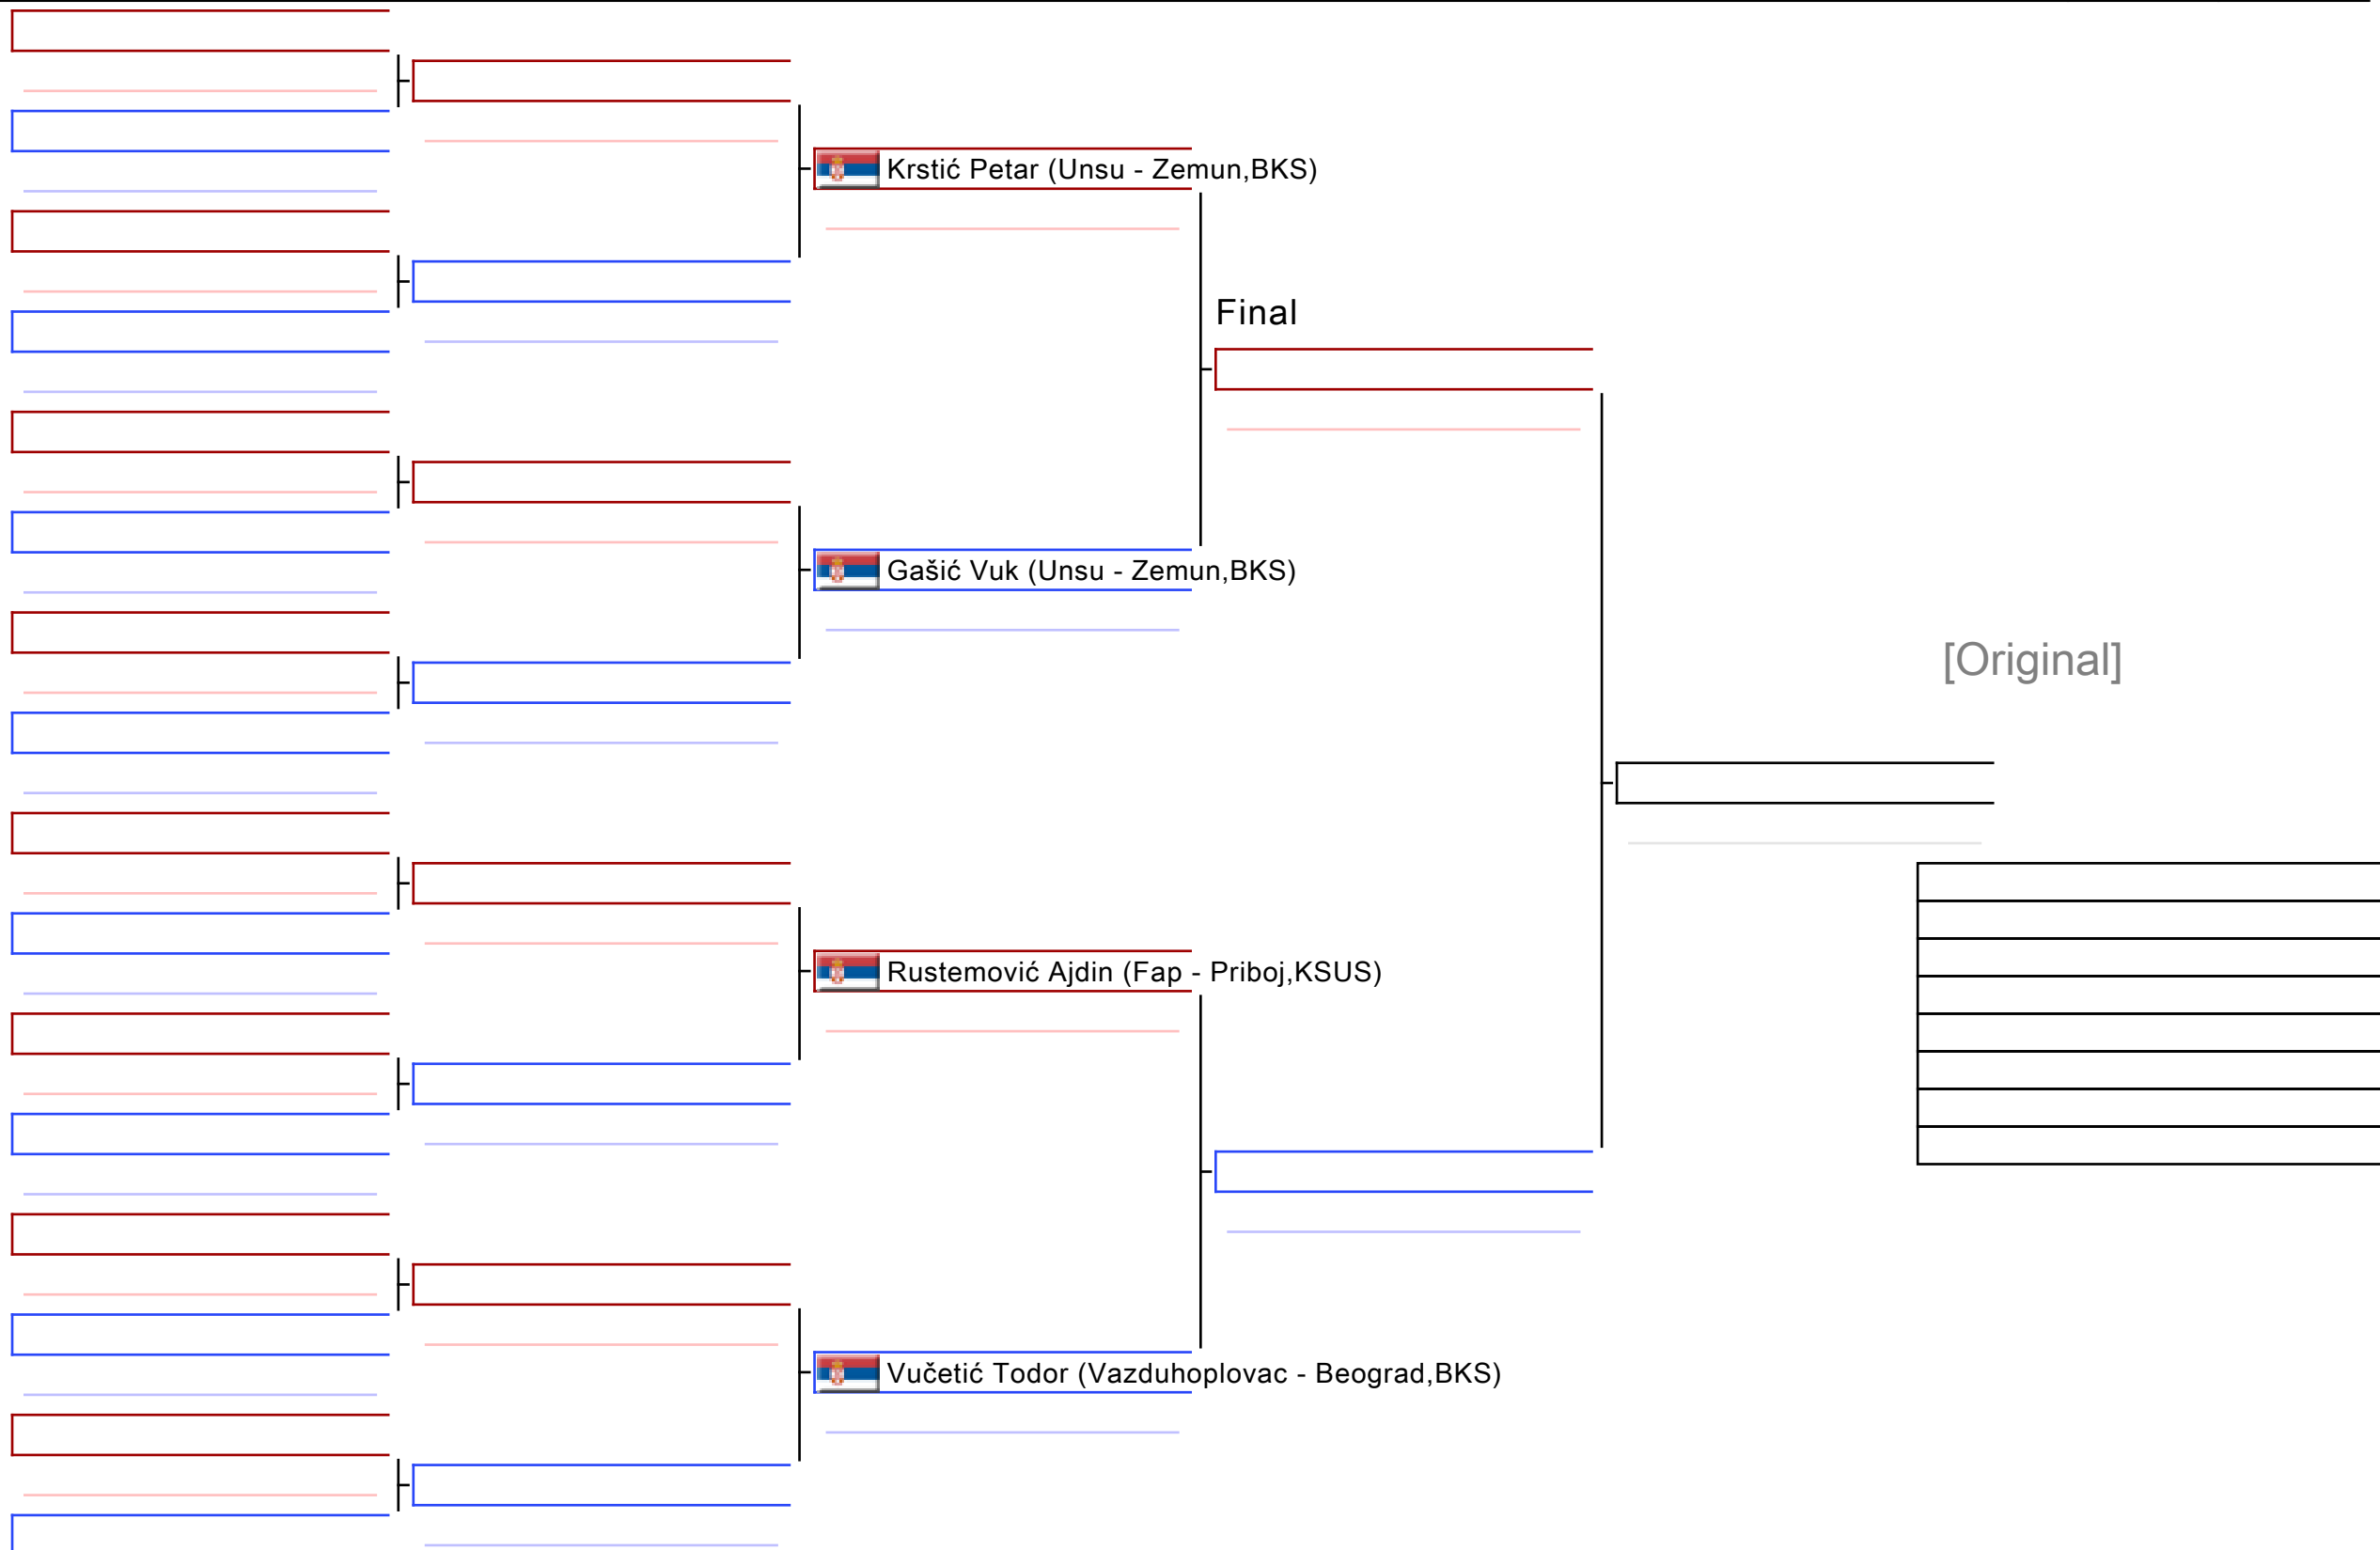 Krstić Petar (Unsu - Zemun,BKS)
Final
Gašić Vuk (Unsu - Zemun,BKS)
[Original]
Rustemović Ajdin (Fap - Priboj,KSUS)
Vučetić Todor (Vazduhoplovac - Beograd,BKS)